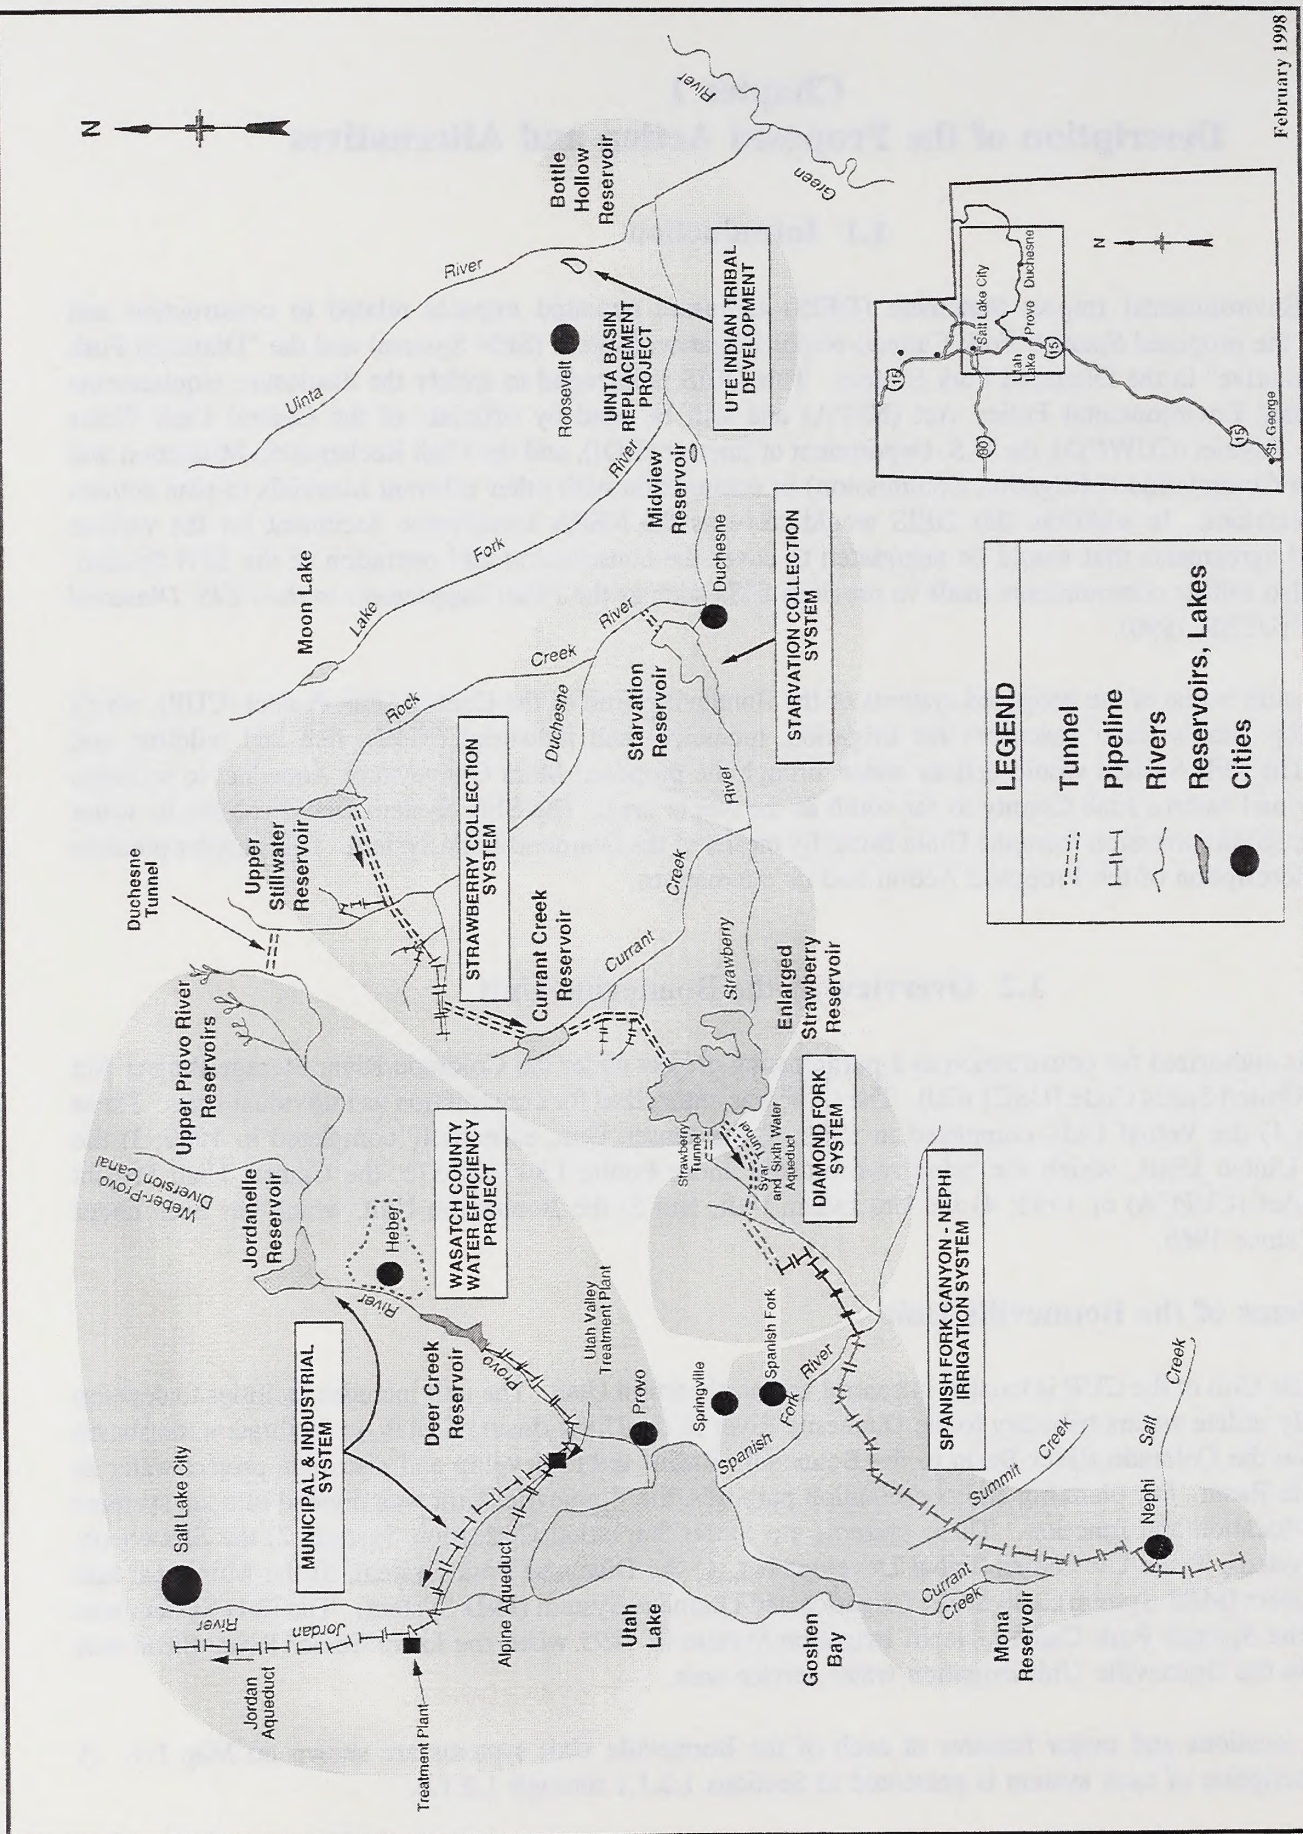 N
Salt Lake City
Jordan
River
Jordan
Aqueduct
Treatment Plant
MUNICIPAL & INDUSTRIAL
SYSTEM
Alpine Aqueduct
Deer Creek
Reservoir
Provo
River
Jordanelle
Reservoir
Heber
WASATCH COUNTY
WATER EFFICIENCY
PROJECT
Weber-Provo
Diversion Canal
Upper Provo River
Reservoirs
Duchesne
Tunnel
Upper
Stillwater
Reservoir
STRAWBERRY COLLECTION
SYSTEM
Currant Creek
Reservoir
Rock
Creek
Duchesne
River
Moon Lake
Lake
Fork
River
Uinta
River
Roosevelt
Bottle
Hollow
Reservoir
UINTA BASIN
REPLACEMENT
PROJECT
UTE INDIAN TRIBAL
DEVELOPMENT
Green
River
Midview
Reservoir
Duchesne
Starvation
Reservoir
STARVATION COLLECTION
SYSTEM
Currant
Creek
Strawberry
River
Enlarged
Strawberry
Reservoir
Strawberry
Tunnel
Syar Tunnel
and Sixth Water
Aqueduct
DIAMOND FORK
SYSTEM
Utah Valley
Treatment Plant
Provo
Springville
Spanish Fork
Spanish
Fork
River
Utah
Lake
Goshen
Bay
SPANISH FORK CANYON - NEPHI
IRRIGATION SYSTEM
Summit
Creek
Currant
Creek
Mona
Reservoir
Nephi
Salt
Creek
LEGEND
Tunnel
Pipeline
Rivers
Reservoirs, Lakes
Cities
N
15
80
Salt Lake City
Utah
Lake
Provo
Duchesne
15
15
St. George
February 1998